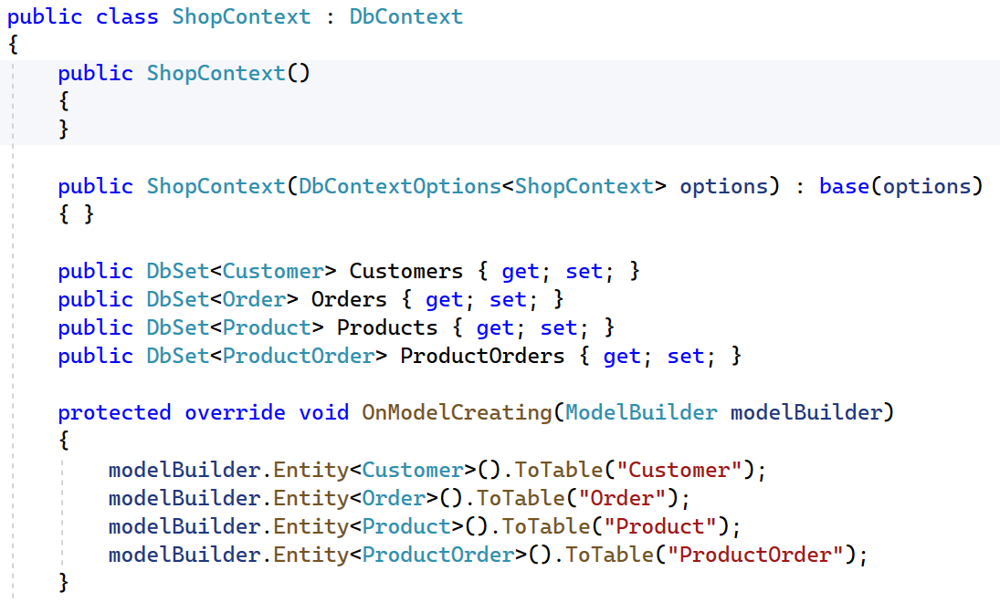 public class ShopContext : DbContext
{
    public ShopContext()
    {
    }

    public ShopContext(DbContextOptions<ShopContext> options) : base(options)
    { }

    public DbSet<Customer> Customers { get; set; }
    public DbSet<Order> Orders { get; set; }
    public DbSet<Product> Products { get; set; }
    public DbSet<ProductOrder> ProductOrders { get; set; }

    protected override void OnModelCreating(ModelBuilder modelBuilder)
    {
        modelBuilder.Entity<Customer>().ToTable("Customer");
        modelBuilder.Entity<Order>().ToTable("Order");
        modelBuilder.Entity<Product>().ToTable("Product");
        modelBuilder.Entity<ProductOrder>().ToTable("ProductOrder");
    }